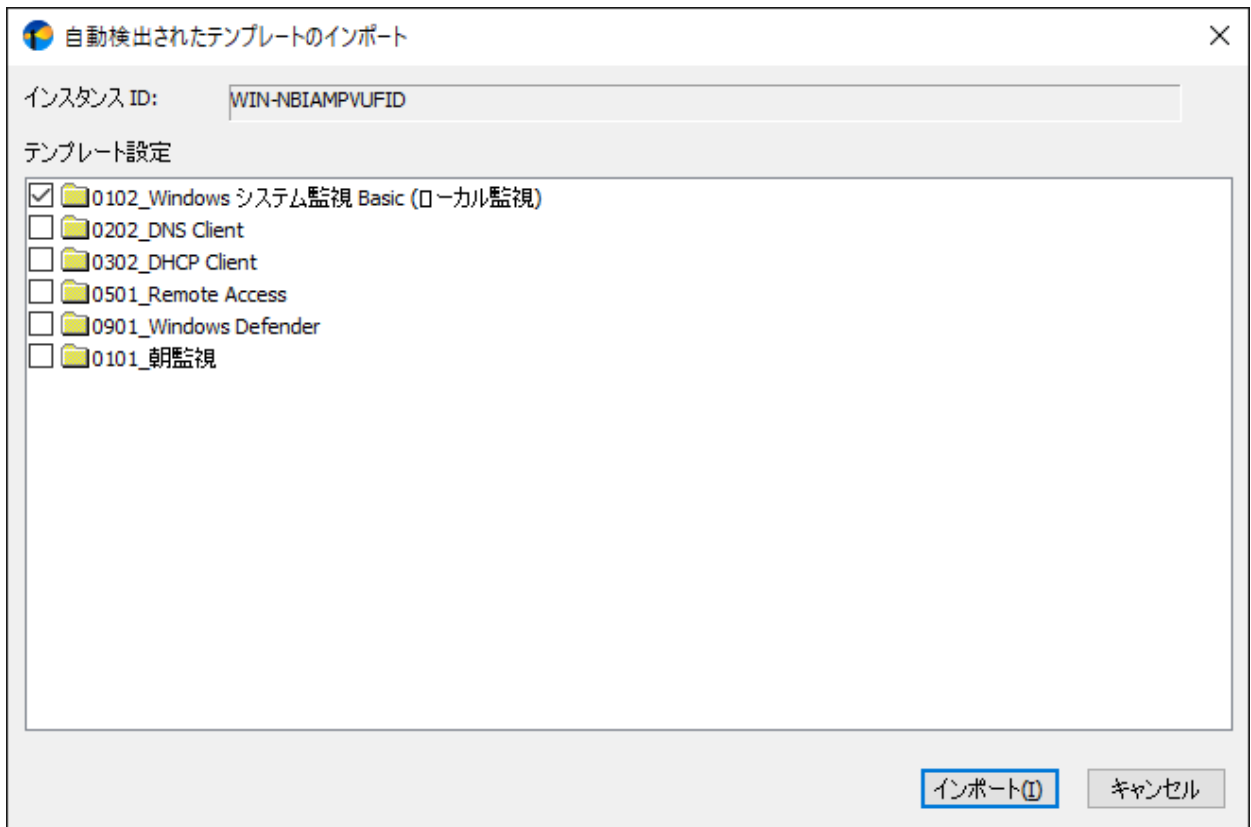 自動検出されたテンプレートのインポート
インスタンス ID: WIN-NBIAMPVUFID
テンプレート設定
0102_Windows システム監視 Basic (ローカル監視)
0202_DNS Client
0302_DHCP Client
0501_Remote Access
0901_Windows Defender
0101_朝監視
インポート(I) キャンセル